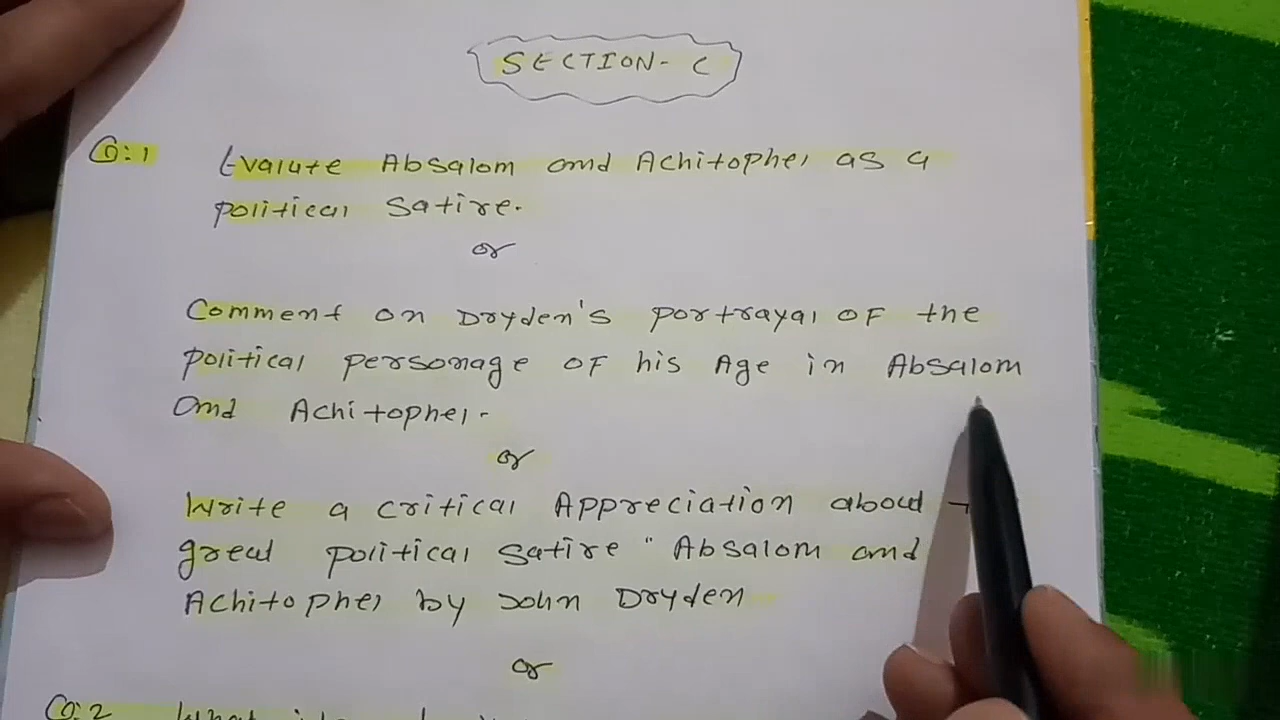 SECTION- C
Q:1 Evalute Absalom and Achitophel as a
political Satire.
or
Comment on Dryden's portrayal OF the
political personage OF his Age in Absalom
and Achitophel.
or
Write a critical Appreciation about
great political satire " Absalom and
Achitophel by John Dryden
or
Q:2 What